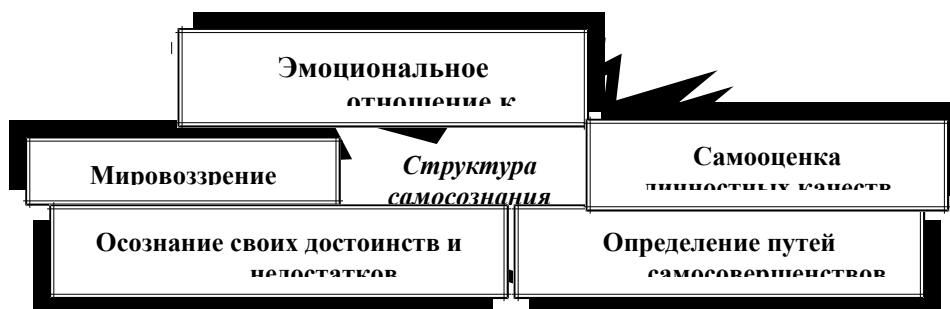 Эмоциональное
отношение к
Мировоззрение
Структура
самосознания
Самооценка
личностных качеств
Осознание своих достоинств и
недостатков
Определение путей
самосовершенствов